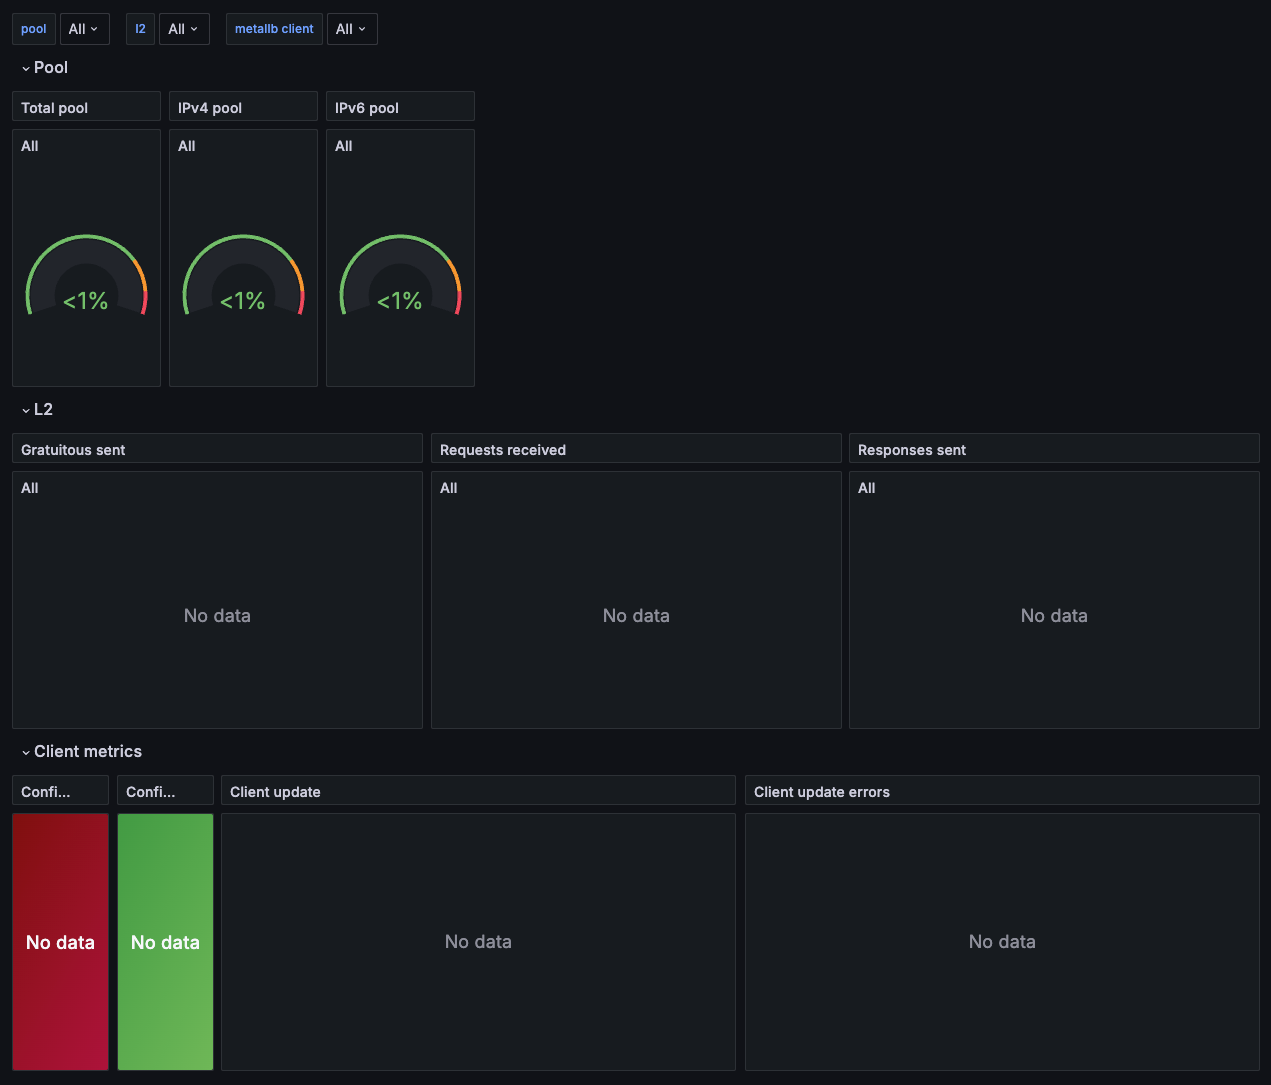 pool All l2 All metallb client All
Pool
Total pool IPv4 pool IPv6 pool
All All All
<1% <1% <1%
L2
Gratuitous sent Requests received Responses sent
All All All
No data No data No data
Client metrics
Confi... Confi... Client update Client update errors
No data No data No data No data